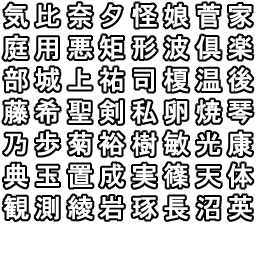 気比奈夕怪娘菅家
庭用悪矩形波倶楽
部城上祐司榎温後
藤希聖剣私卵焼琴
乃歩菊裕樹敏光康
典玉置成実篠天体
観測綾岩琢長沼英